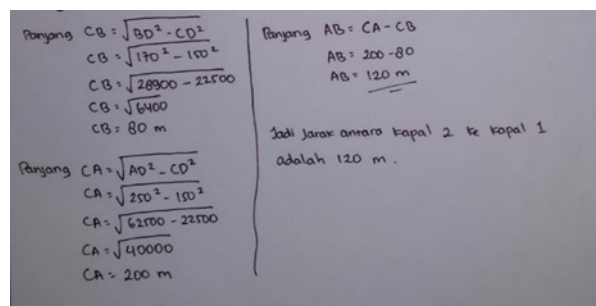 Panjang CB = √BD² - CD²
CB = √170² - 150²
CB = √28900 - 22500
CB = √6400
CB = 80 m
Panjang CA = √AD² - CD²
CA = √250² - 150²
CA = √62500 - 22500
CA = √40000
CA = 200 m
Panjang AB = CA - CB
AB = 200 - 80
AB = 120 m
Jadi Jarak antara kapal 2 ke kapal 1
adalah 120 m.